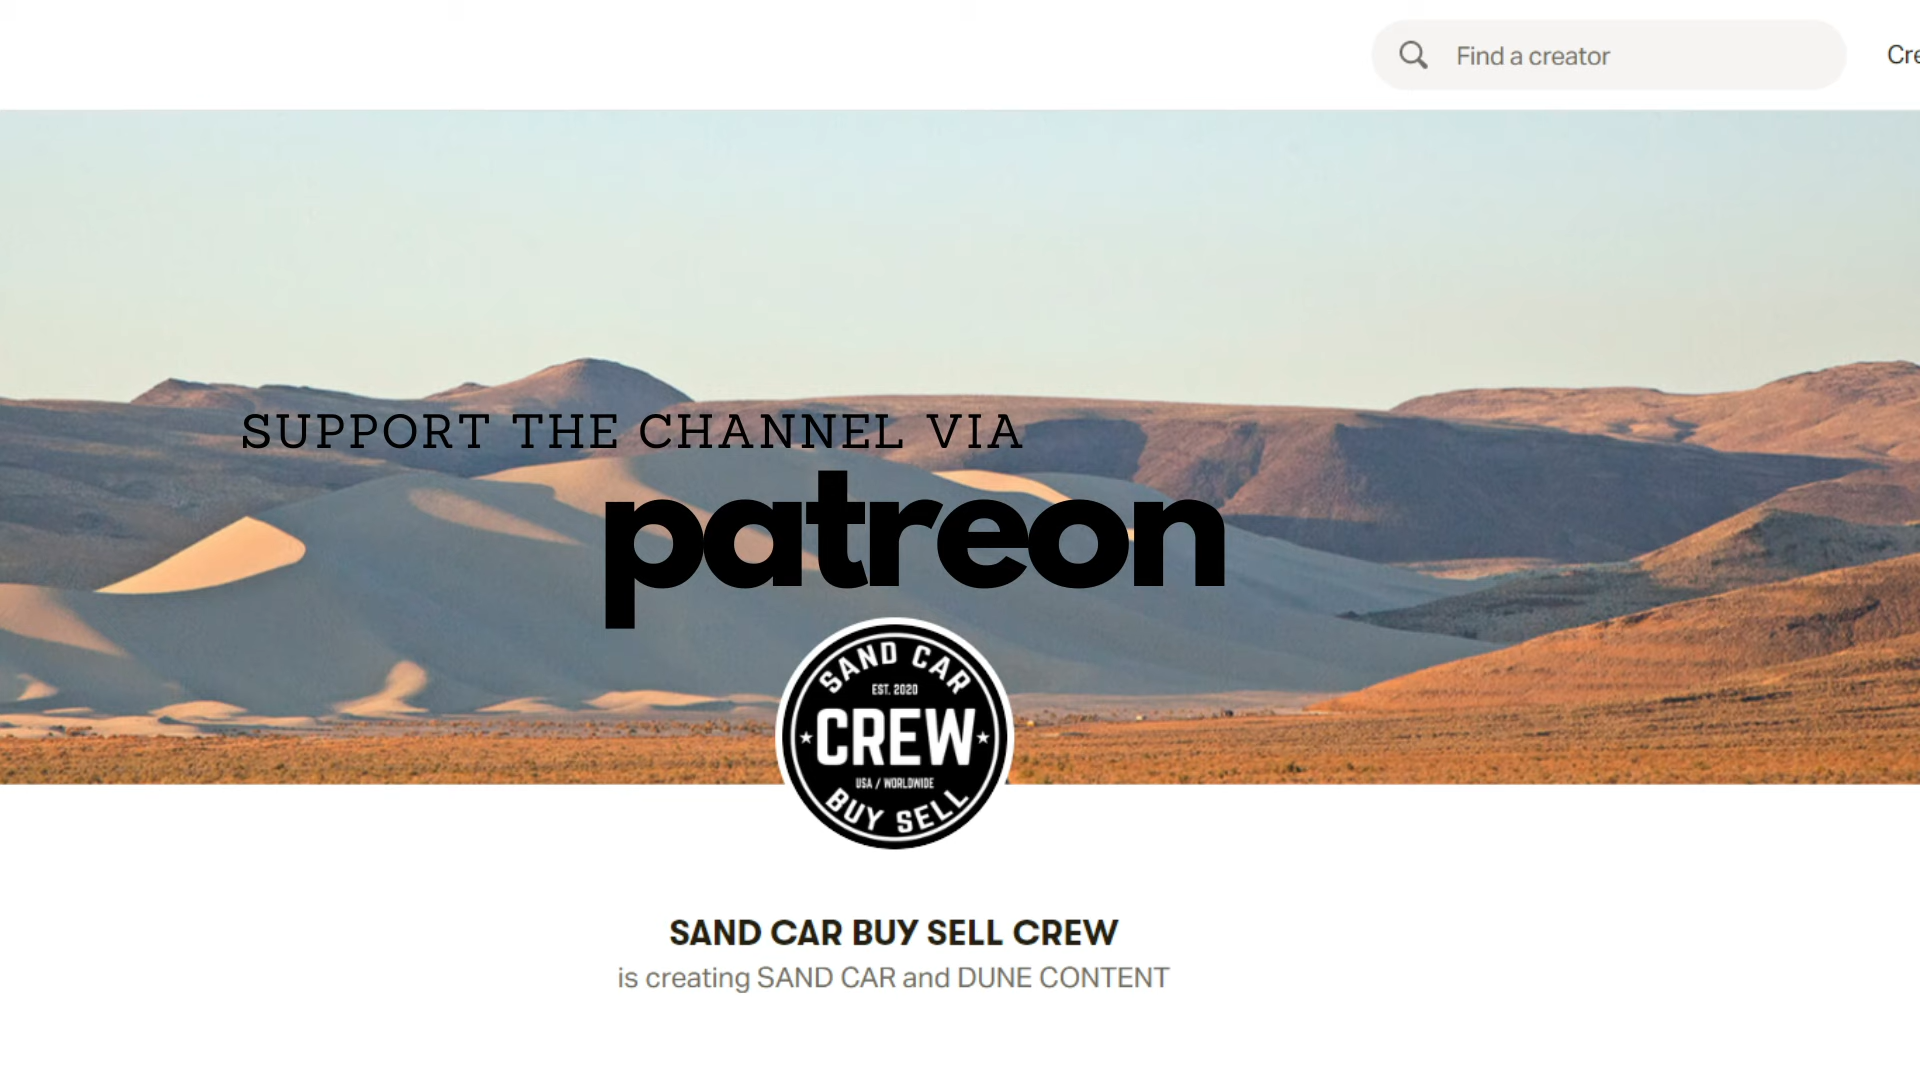 Find a creator
Cre
SUPPORT THE CHANNEL VIA
patreon
SAND CAR
EST. 2020
CREW
USA / WORLDWIDE
BUY SELL
SAND CAR BUY SELL CREW
is creating SAND CAR and DUNE CONTENT